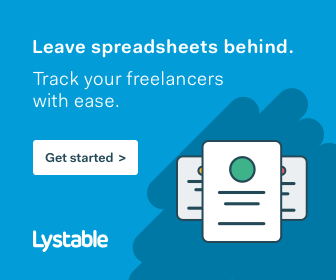 Leave spreadsheets behind.
Track your freelancers
with ease.
Get started >
Lystable